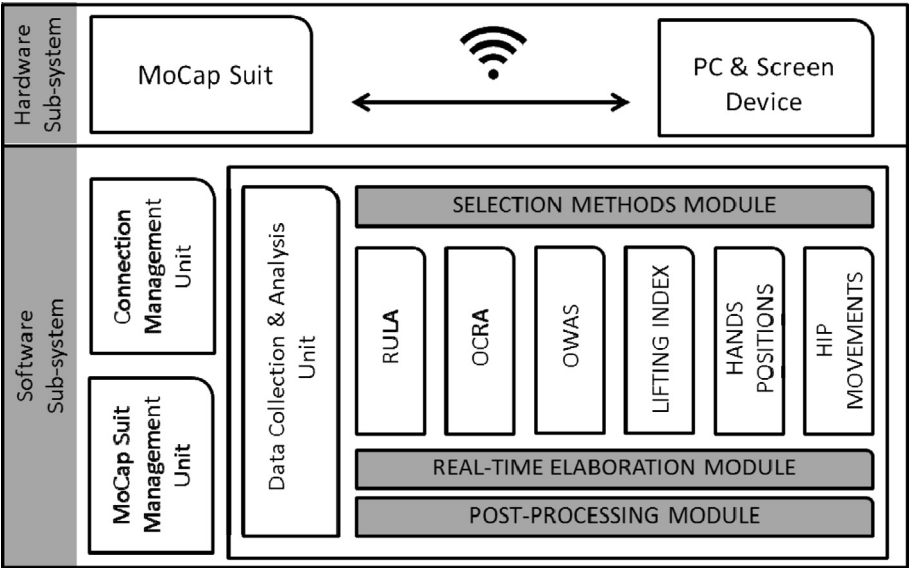 Hardware
Sub-system
MoCap Suit
PC & Screen
Device
Software
Sub-system
Connection
Management
Unit
MoCap Suit
Management
Unit
Data Collection & Analysis
Unit
SELECTION METHODS MODULE
RULA
OCRA
OWAS
LIFTING INDEX
HANDS
POSITIONS
HIP
MOVEMENTS
REAL-TIME ELABORATION MODULE
POST-PROCESSING MODULE